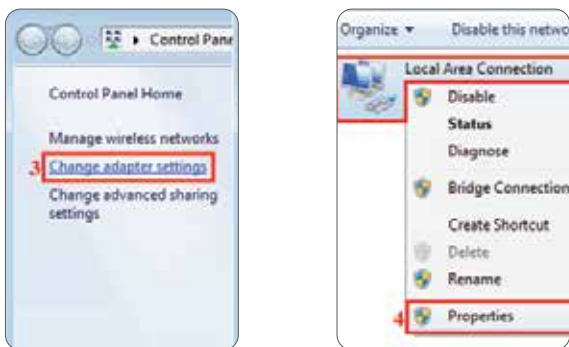 Control Pane
Control Panel Home
Manage wireless networks
3 Change adapter settings
Change advanced sharing
settings
Organize Disable this netwo
Local Area Connection
Disable
Status
Diagnose
Bridge Connection
Create Shortcut
Delete
Rename
4 Properties